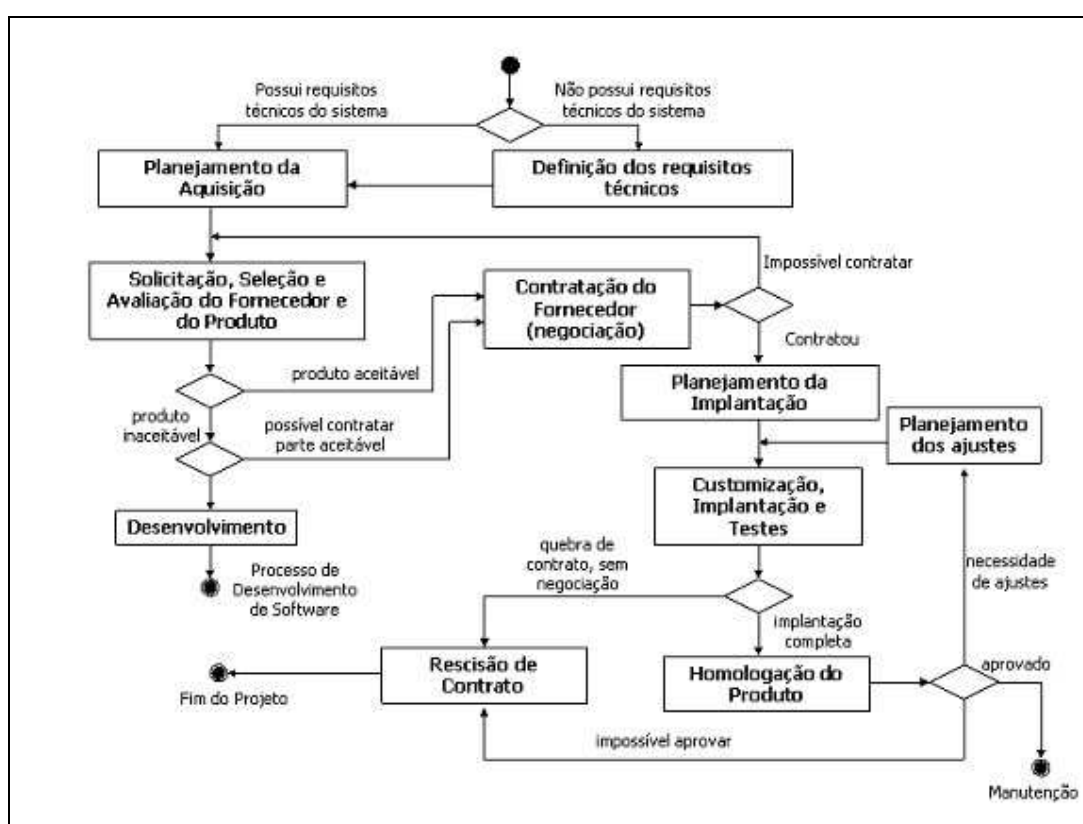 Possui requisitos
técnicos do sistema
Não possui requisitos
técnicos do sistema
Planejamento da
Aquisição
Definição dos requisitos
técnicos
Impossível contratar
Solicitação, Seleção e
Avaliação do Fornecedor e
do Produto
Contratação do
Fornecedor
(negociação)
Contratou
produto aceitável
produto
inaceitável
possível contratar
parte aceitável
Planejamento da
Implantação
Planejamento
dos ajustes
Customização,
Implantação e
Testes
Desenvolvimento
Processo de
Desenvolvimento
de Software
quebra de
contrato, sem
negociação
necessidade
de ajustes
implantação
completa
Rescisão de
Contrato
Homologação do
Produto
aprovado
Fim do Projeto
impossível aprovar
Manutenção